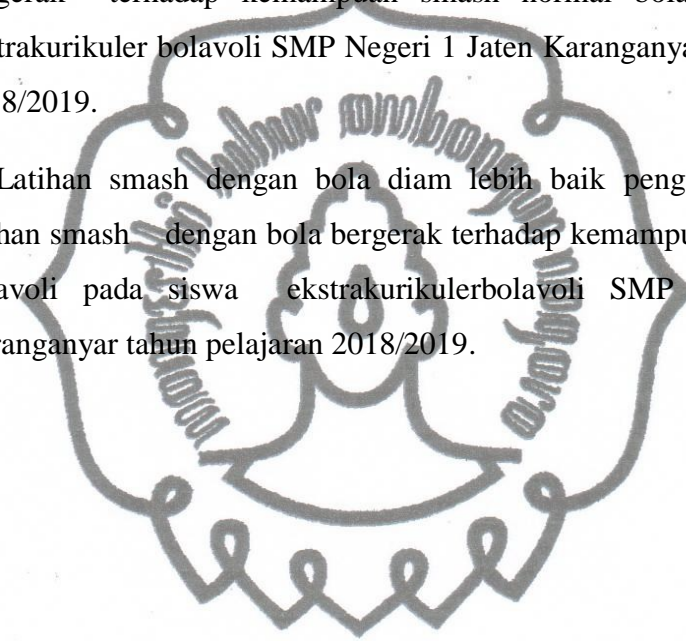 gerak terhadap kemampuan smash normal bola
trakurikuler bolavoli SMP Negeri 1 Jaten Karanganya
8/2019.
Latihan smash dengan bola diam lebih baik peng
han smash dengan bola bergerak terhadap kemampu
avoli pada siswa ekstrakurikulerbolavoli SMP
ranganyar tahun pelajaran 2018/2019.